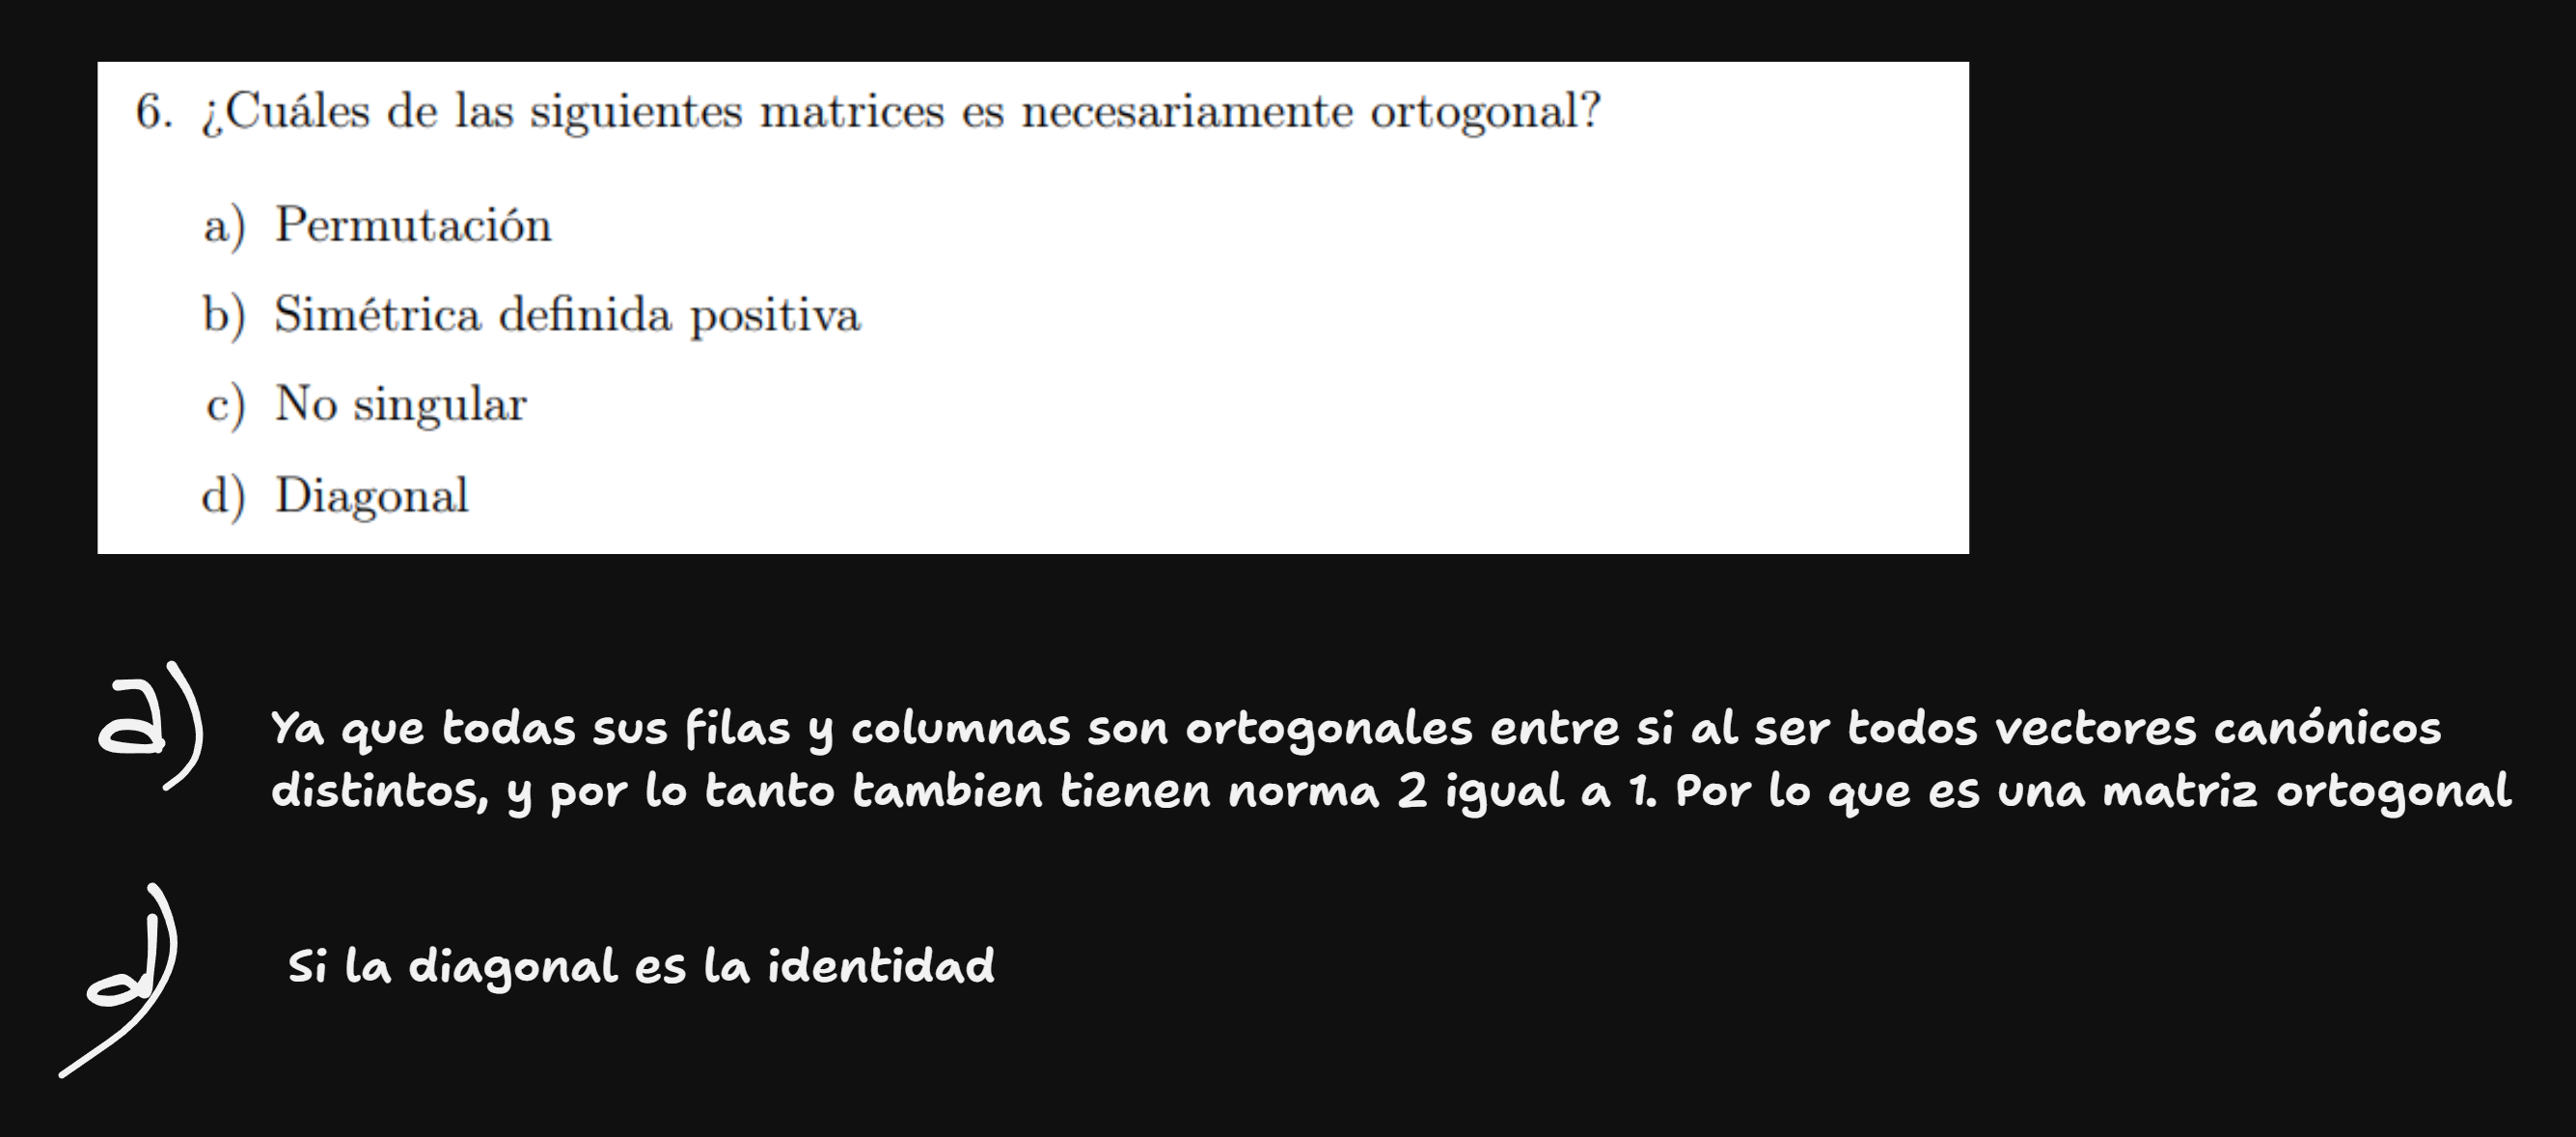 6. ¿Cuáles de las siguientes matrices es necesariamente ortogonal?
a) Permutación
b) Simétrica definida positiva
c) No singular
d) Diagonal
a) Ya que todas sus filas y columnas son ortogonales entre si al ser todos vectores canónicos
distintos, y por lo tanto tambien tienen norma 2 igual a 1. Por lo que es una matriz ortogonal
d) Si la diagonal es la identidad